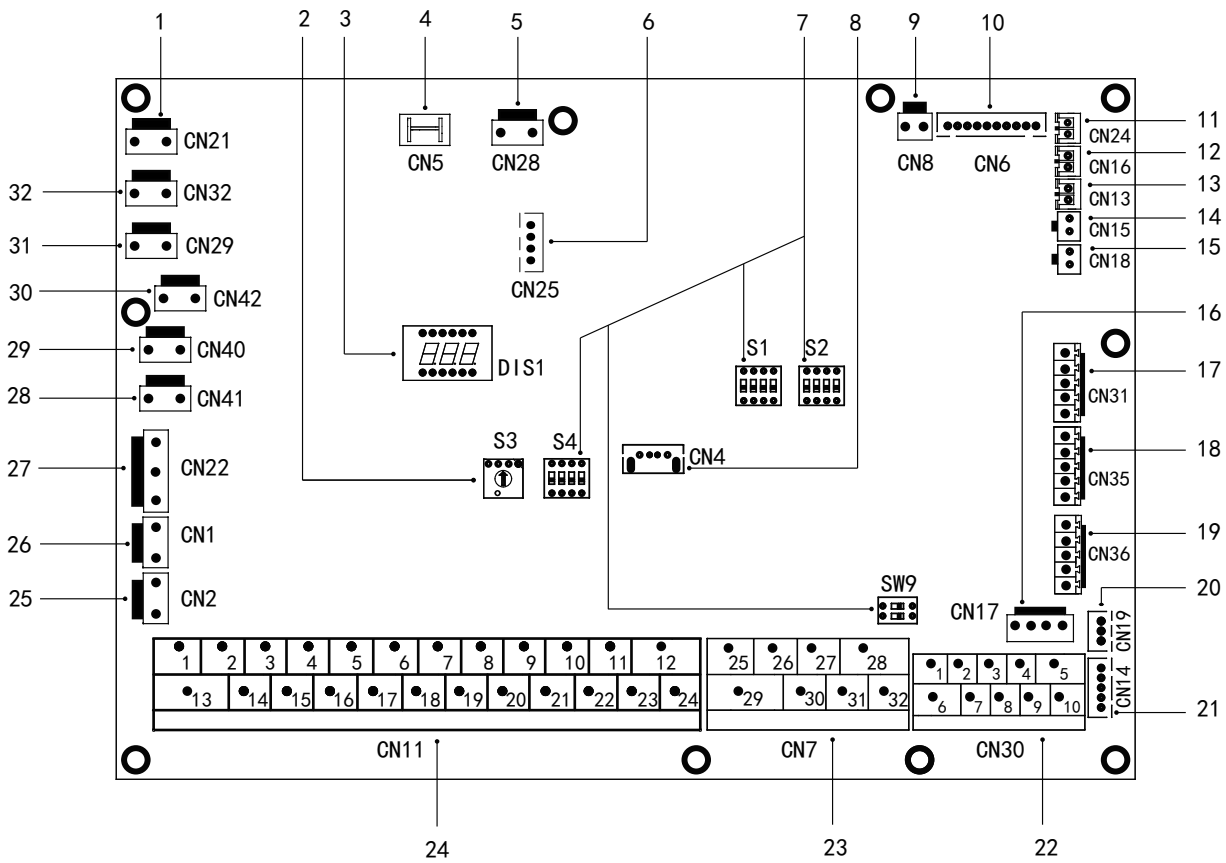 1 2 3 4 5 6 7 8 9 10
CN21 CN5 CN28 CN8 CN6 CN24 11
CN16 12
32 CN32 CN13 13
31 CN29 CN15 14
CN25 CN18 15
30 CN42 16
29 CN40 DIS1 S1 S2 17
28 CN41 CN31
27 CN22 S3 S4 CN4 CN35 18
26 CN1 CN36 19
25 CN2 SW9 CN17 CN19 20
1 2 3 4 5 6 7 8 9 10 11 12 25 26 27 28 1 2 3 4 5 CN14
13 14 15 16 17 18 19 20 21 22 23 24 29 30 31 32 6 7 8 9 10 21
CN11 CN7 CN30
24 23 22